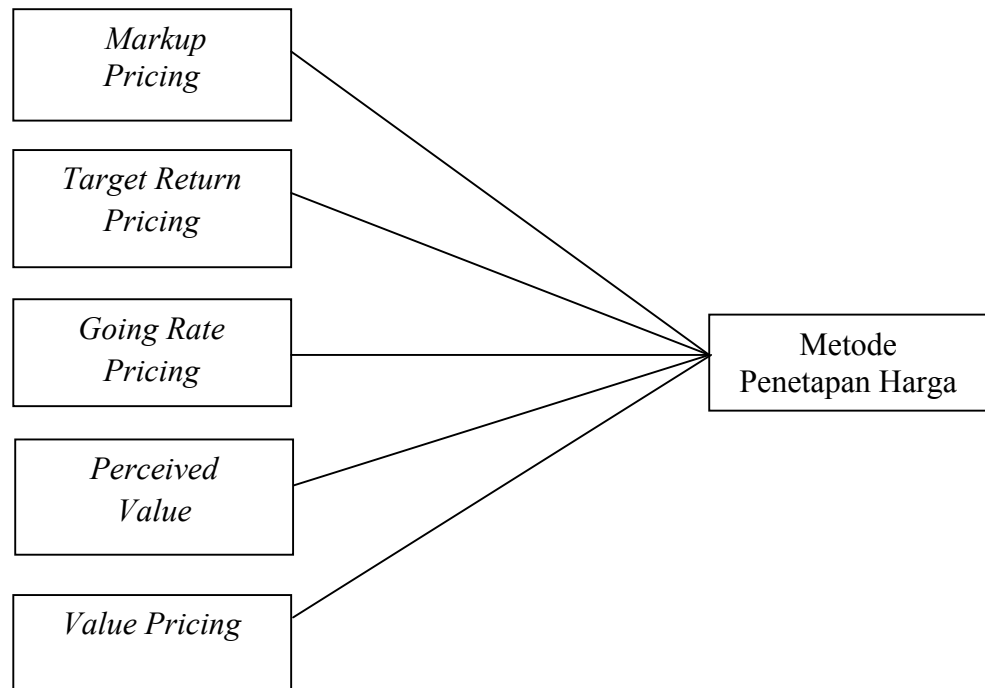 Markup
Pricing
Target Return
Pricing
Going Rate
Pricing
Metode
Penetapan Harga
Perceived
Value
Value Pricing